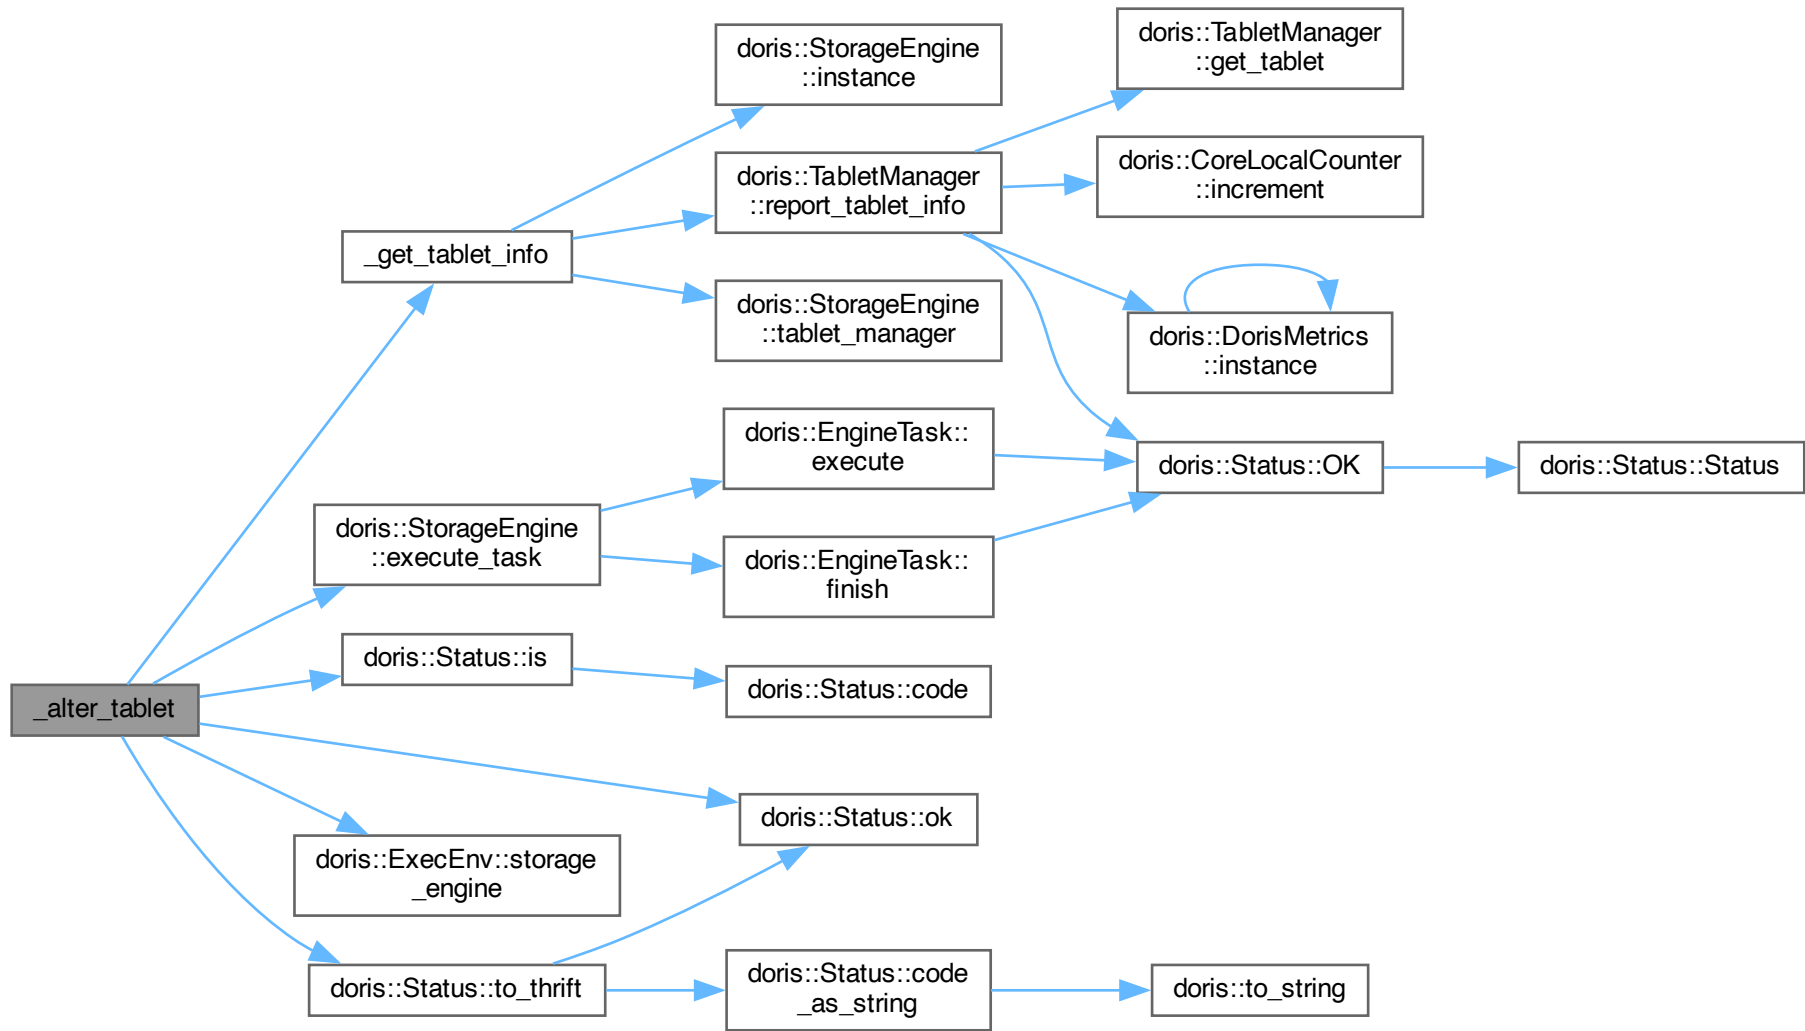 doris::StorageEngine
::instance
doris::TabletManager
::get_tablet
doris::TabletManager
::report_tablet_info
doris::CoreLocalCounter
::increment
_get_tablet_info
doris::StorageEngine
::tablet_manager
doris::DorisMetrics
::instance
doris::EngineTask::
execute
doris::Status::OK
doris::Status::Status
doris::StorageEngine
::execute_task
doris::EngineTask::
finish
doris::Status::is
doris::Status::code
_alter_tablet
doris::Status::ok
doris::ExecEnv::storage
_engine
doris::Status::to_thrift
doris::Status::code
_as_string
doris::to_string